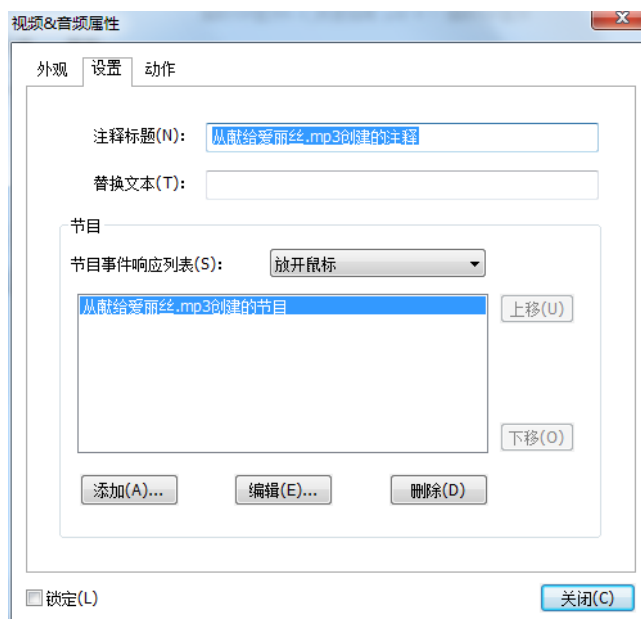 视频&音频属性
外观 设置 动作
注释标题(N): 从献给爱丽丝.mp3创建的注释
替换文本(T):
节目
节目事件响应列表(S): 放开鼠标
从献给爱丽丝.mp3创建的节目
上移(U)
下移(O)
添加(A)... 编辑(E)... 删除(D)
锁定(L) 关闭(C)